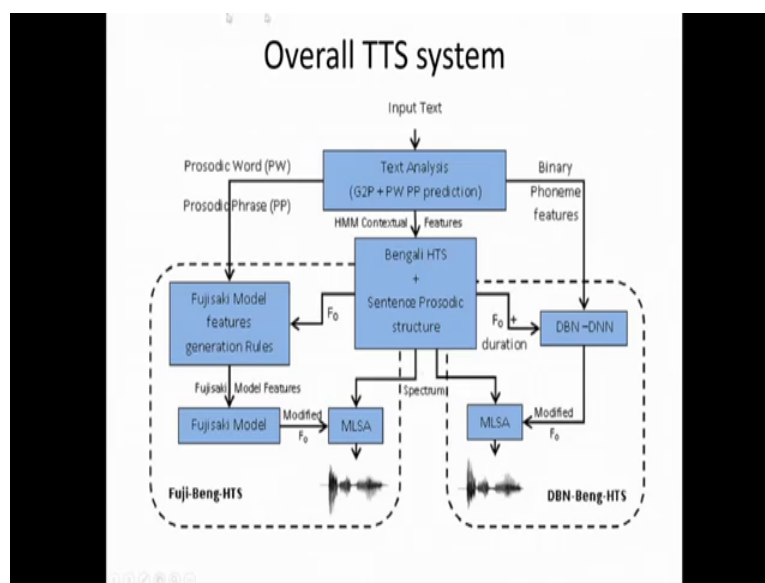 Overall TTS system
Input Text
Text Analysis
(G2P + PW PP prediction)
Prosodic Word (PW)
Prosodic Phrase (PP)
Binary
Phoneme
features
HMM Contextual Features
Bengali HTS
+
Sentence Prosodic
structure
Fujisaki Model
features
generation Rules
F₀
F₀ +
duration
DBN –DNN
Fujisaki Model Features
Spectrum
Fujisaki Model
Modified
F₀
MLSA
MLSA
Modified
F₀
Fuji-Beng-HTS
DBN-Beng-HTS